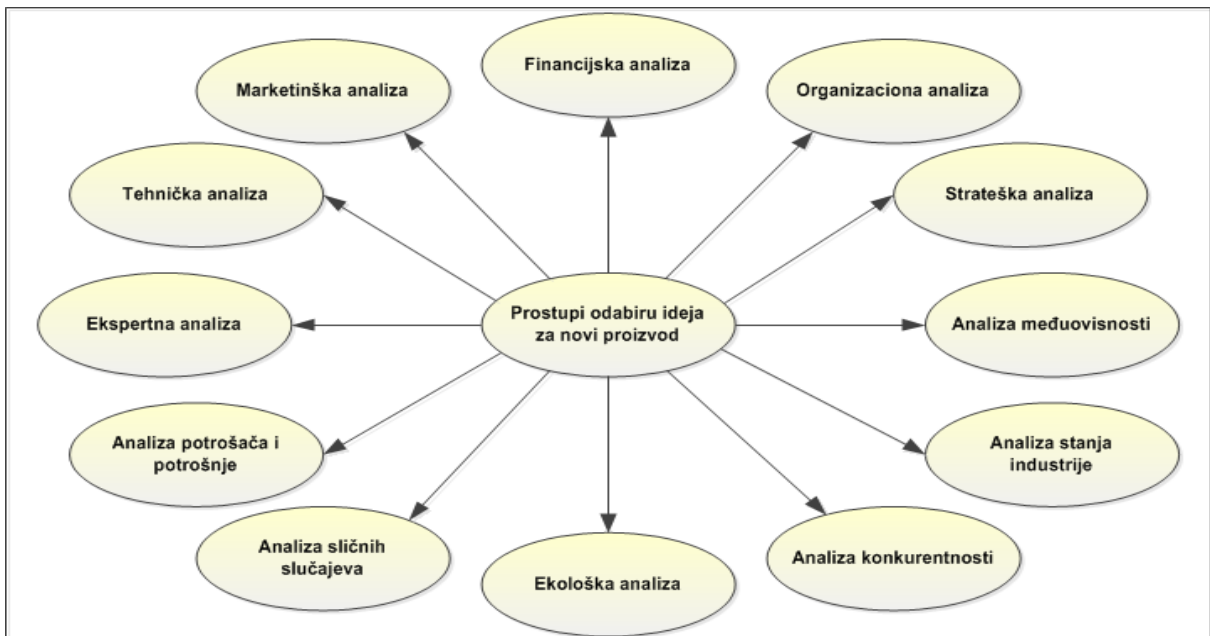 Financijska analiza
Marketinška analiza
Organizaciona analiza
Tehnička analiza
Strateška analiza
Ekspertna analiza
Prostupi odabiru ideja
za novi proizvod
Analiza međuovisnosti
Analiza potrošača i
potrošnje
Analiza stanja
industrije
Analiza sličnih
slučajeva
Ekološka analiza
Analiza konkurentnosti